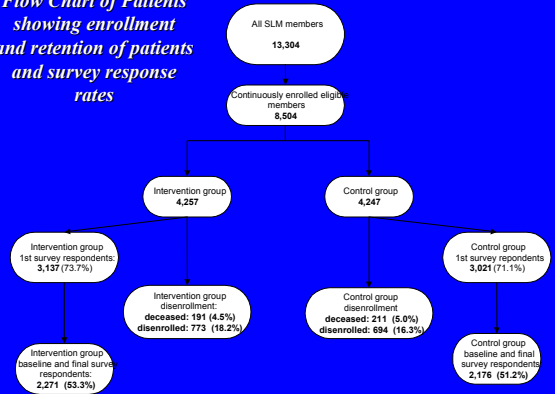 Flow Chart of Patients
showing enrollment
and retention of patients
and survey response
rates
All SLM members
13,304
Continuously enrolled eligible
members
8,504
Intervention group
4,257
Control group
4,247
Intervention group
1st survey respondents:
3,137 (73.7%)
Intervention group
disenrollment:
deceased: 191 (4.5%)
disenrolled: 773 (18.2%)
Control group
disenrollment
deceased: 211 (5.0%)
disenrolled: 694 (16.3%)
Control group
1st survey repondents
3,021 (71.1%)
Intervention group
baseline and final survey
respondents:
2,271 (53.3%)
Control group
baseline and final
survey respondents:
2,176 (51.2%)